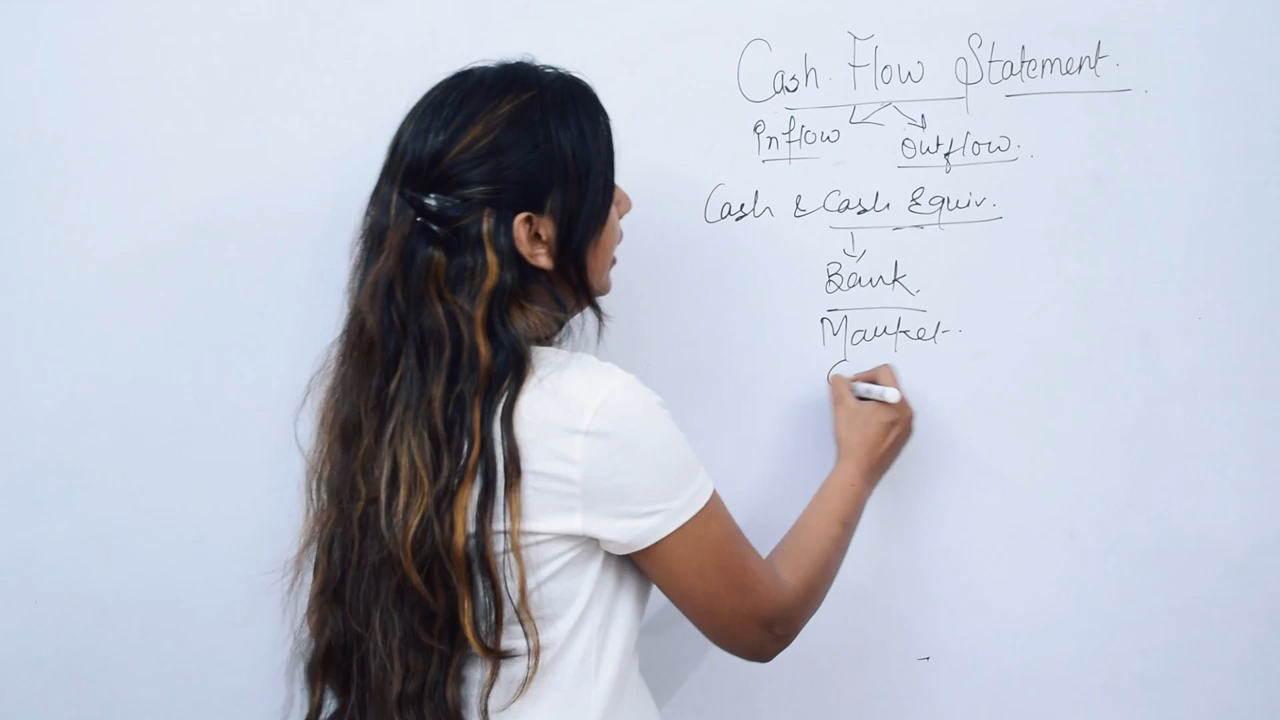 Cash Flow Statement.
Inflow Outflow.
Cash & Cash Equiv.
Bank.
Market.
C